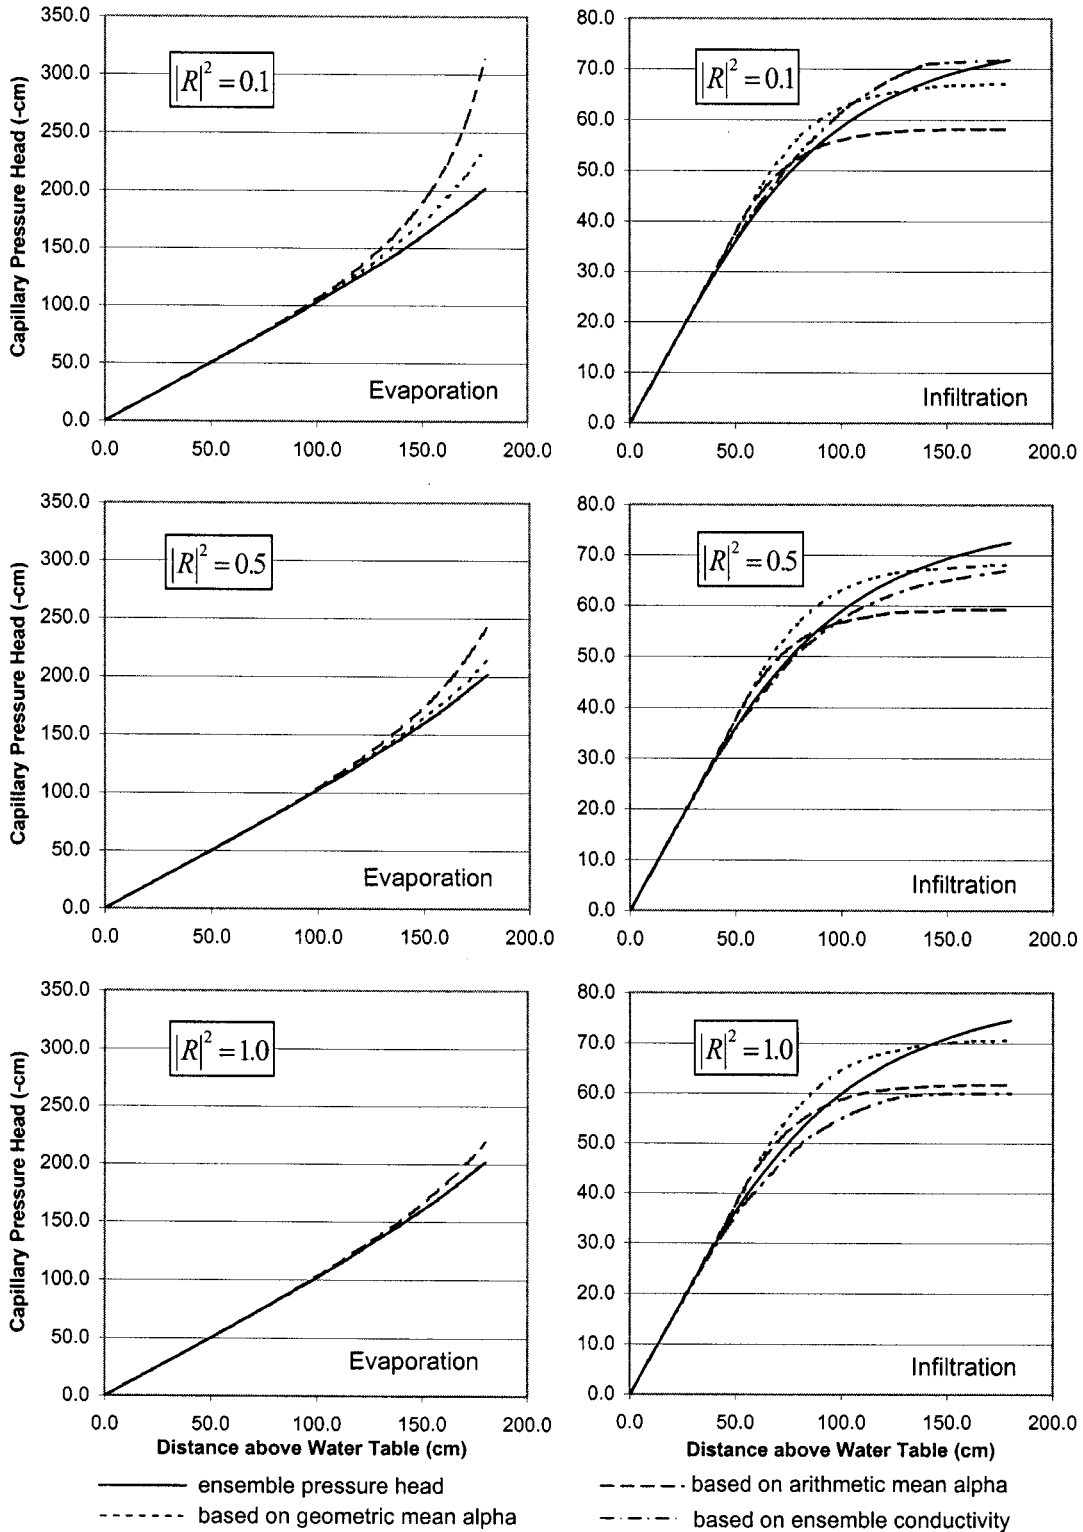 350.0
300.0
250.0
200.0
150.0
100.0
50.0
0.0
Capillary Pressure Head (-cm)
|R|² = 0.1
Evaporation
0.0 50.0 100.0 150.0 200.0
80.0
70.0
60.0
50.0
40.0
30.0
20.0
10.0
0.0
|R|² = 0.1
Infiltration
0.0 50.0 100.0 150.0 200.0
350.0
300.0
250.0
200.0
150.0
100.0
50.0
0.0
Capillary Pressure Head (-cm)
|R|² = 0.5
Evaporation
0.0 50.0 100.0 150.0 200.0
80.0
70.0
60.0
50.0
40.0
30.0
20.0
10.0
0.0
|R|² = 0.5
Infiltration
0.0 50.0 100.0 150.0 200.0
350.0
300.0
250.0
200.0
150.0
100.0
50.0
0.0
Capillary Pressure Head (-cm)
|R|² = 1.0
Evaporation
0.0 50.0 100.0 150.0 200.0
Distance above Water Table (cm)
80.0
70.0
60.0
50.0
40.0
30.0
20.0
10.0
0.0
|R|² = 1.0
Infiltration
0.0 50.0 100.0 150.0 200.0
Distance above Water Table (cm)
ensemble pressure head
based on geometric mean alpha
based on arithmetic mean alpha
based on ensemble conductivity